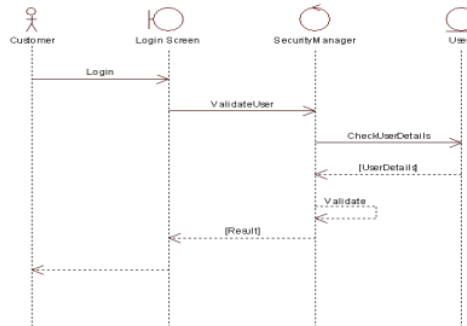 Customer
Login Screen
SecurityManager
Login
ValidateUser
CheckUserDetails
[UserDetails]
Validate
[Result]